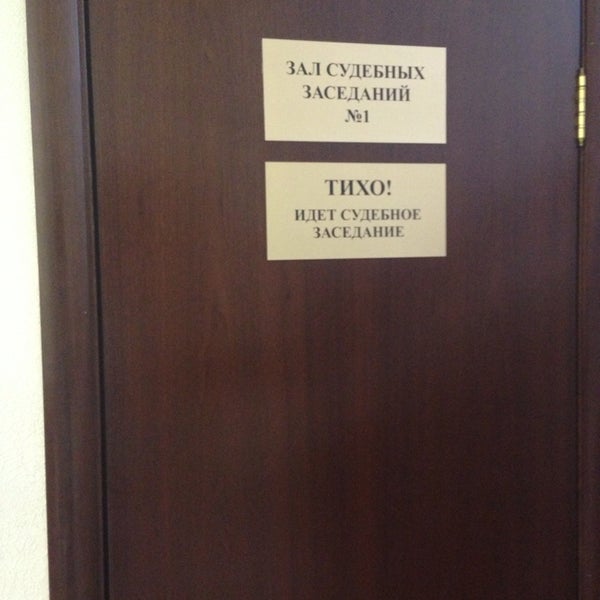 ЗАЛ СУДЕБНЫХ
ЗАСЕДАНИЙ
№1
ТИХО!
ИДЕТ СУДЕБНОЕ
ЗАСЕДАНИЕ